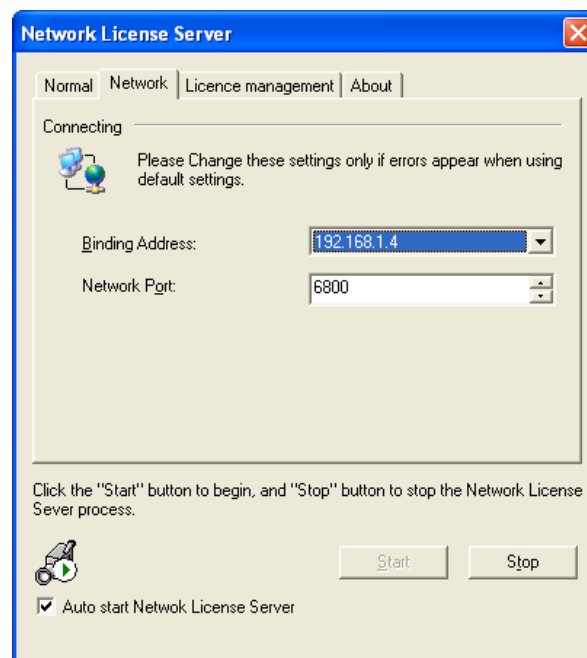 Network License Server
Normal Network Licence management About
Connecting
Please Change these settings only if errors appear when using
default settings.
Binding Address: 192.168.1.4
Network Port: 6800
Click the "Start" button to begin, and "Stop" button to stop the Network License
Sever process.
Start Stop
Auto start Netwok License Server